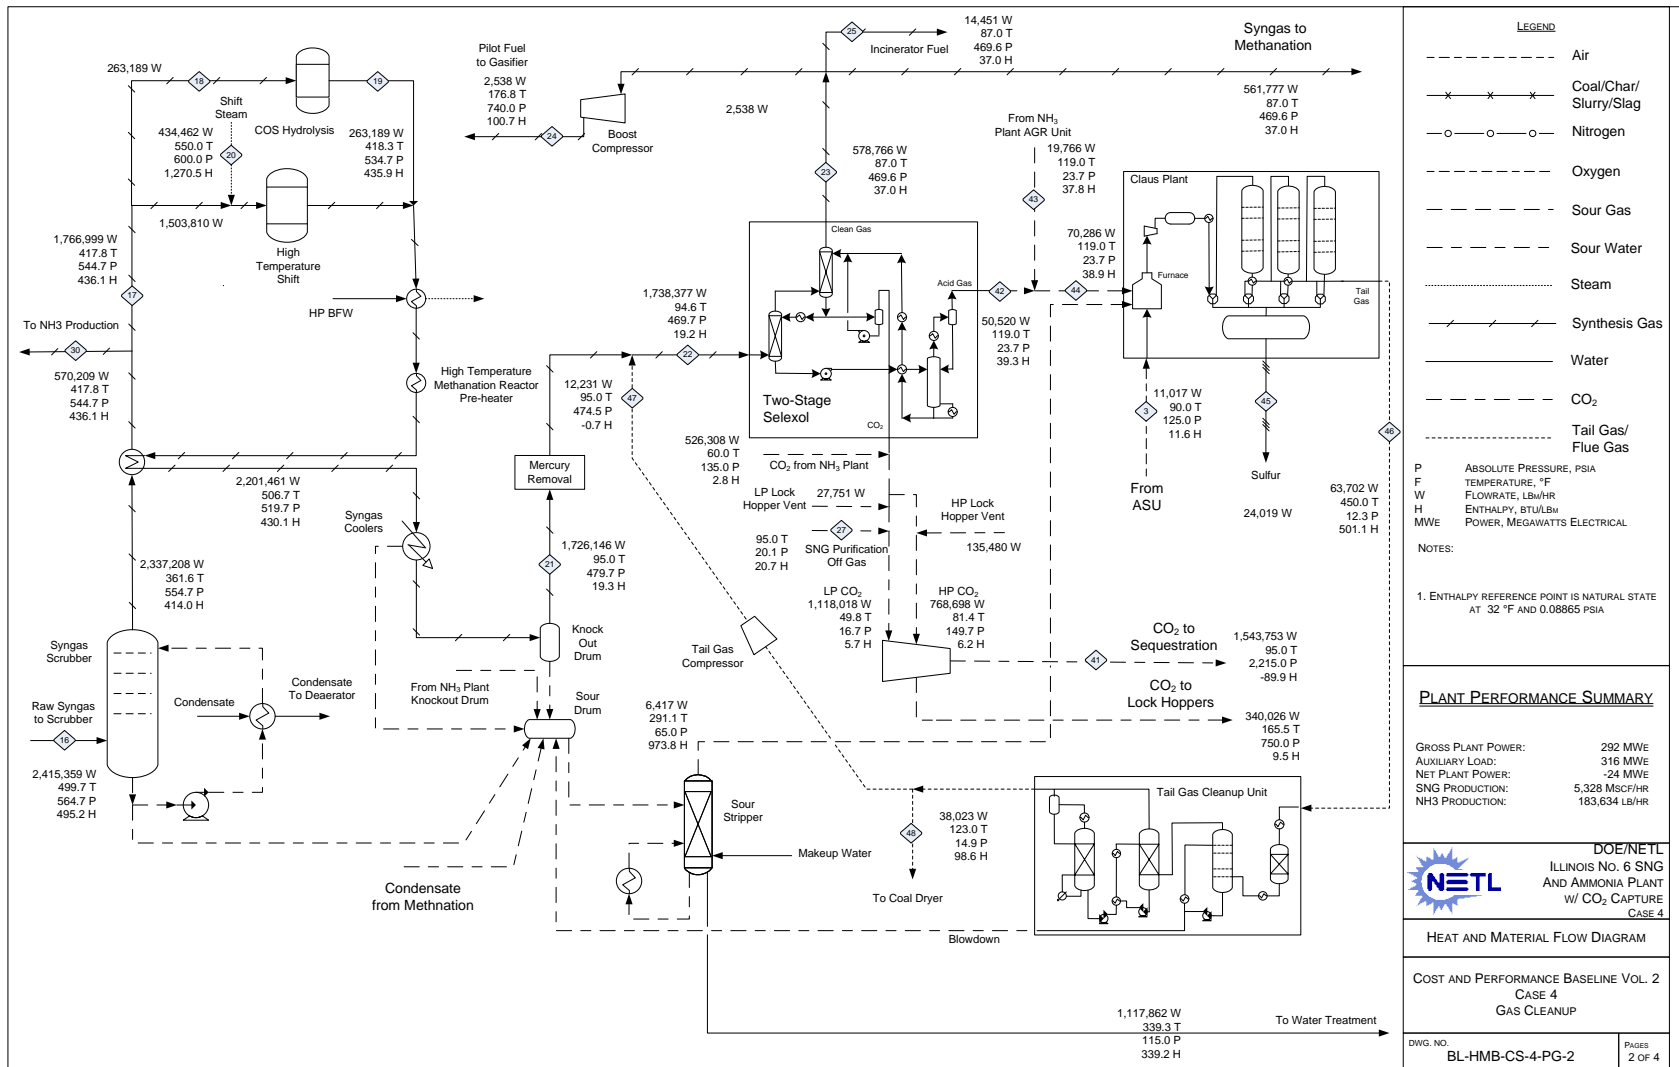 14,451 W
87.0 T
469.6 P
37.0 H
25
Incinerator Fuel
Syngas to
Methanation
Pilot Fuel
to Gasifier
2,538 W
176.8 T
740.0 P
100.7 H
24
Boost
Compressor
2,538 W
561,777 W
87.0 T
469.6 P
37.0 H
263,189 W
18
19
COS Hydrolysis
Shift
Steam
434,462 W
550.0 T
600.0 P
1,270.5 H
20
263,189 W
418.3 T
534.7 P
435.9 H
1,503,810 W
High
Temperature
Shift
1,766,999 W
417.8 T
544.7 P
436.1 H
17
To NH3 Production
30
570,209 W
417.8 T
544.7 P
436.1 H
HP BFW
High Temperature
Methanation Reactor
Pre-heater
2,201,461 W
506.7 T
519.7 P
430.1 H
Syngas
Coolers
2,337,208 W
361.6 T
554.7 P
414.0 H
Syngas
Scrubber
Raw Syngas
to Scrubber
16
2,415,359 W
499.7 T
564.7 P
495.2 H
Condensate
Condensate
To Deaerator
578,766 W
87.0 T
469.6 P
37.0 H
23
From NH3
Plant AGR Unit
19,766 W
119.0 T
23.7 P
37.8 H
43
Clean Gas
Acid Gas
Two-Stage
Selexol
CO2
1,738,377 W
94.6 T
469.7 P
19.2 H
22
12,231 W
95.0 T
474.5 P
-0.7 H
47
Mercury
Removal
1,726,146 W
95.0 T
479.7 P
19.3 H
21
Knock
Out
Drum
From NH3 Plant
Knockout Drum
Sour
Drum
42
50,520 W
119.0 T
23.7 P
39.3 H
44
70,286 W
119.0 T
23.7 P
38.9 H
Claus Plant
Furnace
Tail
Gas
3
11,017 W
90.0 T
125.0 P
11.6 H
From
ASU
45
Sulfur
24,019 W
46
63,702 W
450.0 T
12.3 P
501.1 H
526,308 W
60.0 T
135.0 P
2.8 H
CO2 from NH3 Plant
LP Lock
Hopper Vent
27,751 W
HP Lock
Hopper Vent
135,480 W
27
SNG Purification
Off Gas
95.0 T
20.1 P
20.7 H
LP CO2
1,118,018 W
49.8 T
16.7 P
5.7 H
HP CO2
768,698 W
81.4 T
149.7 P
6.2 H
Tail Gas
Compressor
41
CO2 to
Sequestration
1,543,753 W
95.0 T
2,215.0 P
-89.9 H
CO2 to
Lock Hoppers
340,026 W
165.5 T
750.0 P
9.5 H
6,417 W
291.1 T
65.0 P
973.8 H
Sour
Stripper
Makeup Water
Condensate
from Methnation
38,023 W
123.0 T
14.9 P
98.6 H
48
To Coal Dryer
Tail Gas Cleanup Unit
Blowdown
1,117,862 W
339.3 T
115.0 P
339.2 H
To Water Treatment
LEGEND
Air
Coal/Char/
Slurry/Slag
Nitrogen
Oxygen
Sour Gas
Sour Water
Steam
Synthesis Gas
Water
CO2
Tail Gas/
Flue Gas
P ABSOLUTE PRESSURE, PSIA
F TEMPERATURE, °F
W FLOWRATE, LBM/HR
H ENTHALPY, BTU/LBM
MWE POWER, MEGAWATTS ELECTRICAL
NOTES:
1. ENTHALPY REFERENCE POINT IS NATURAL STATE
AT 32 °F AND 0.08865 PSIA
PLANT PERFORMANCE SUMMARY
GROSS PLANT POWER: 292 MWE
AUXILIARY LOAD: 316 MWE
NET PLANT POWER: -24 MWE
SNG PRODUCTION: 5,328 MSCF/HR
NH3 PRODUCTION: 183,634 LB/HR
NETL
DOE/NETL
ILLINOIS NO. 6 SNG
AND AMMONIA PLANT
W/ CO2 CAPTURE
CASE 4
HEAT AND MATERIAL FLOW DIAGRAM
COST AND PERFORMANCE BASELINE VOL. 2
CASE 4
GAS CLEANUP
DWG. NO.
BL-HMB-CS-4-PG-2
PAGES
2 OF 4